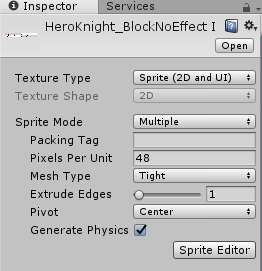 Inspector Services
HeroKnight_BlockNoEffect I
Open
Texture Type Sprite (2D and UI)
Texture Shape 2D
Sprite Mode Multiple
Packing Tag
Pixels Per Unit 48
Mesh Type Tight
Extrude Edges 1
Pivot Center
Generate Physics
Sprite Editor